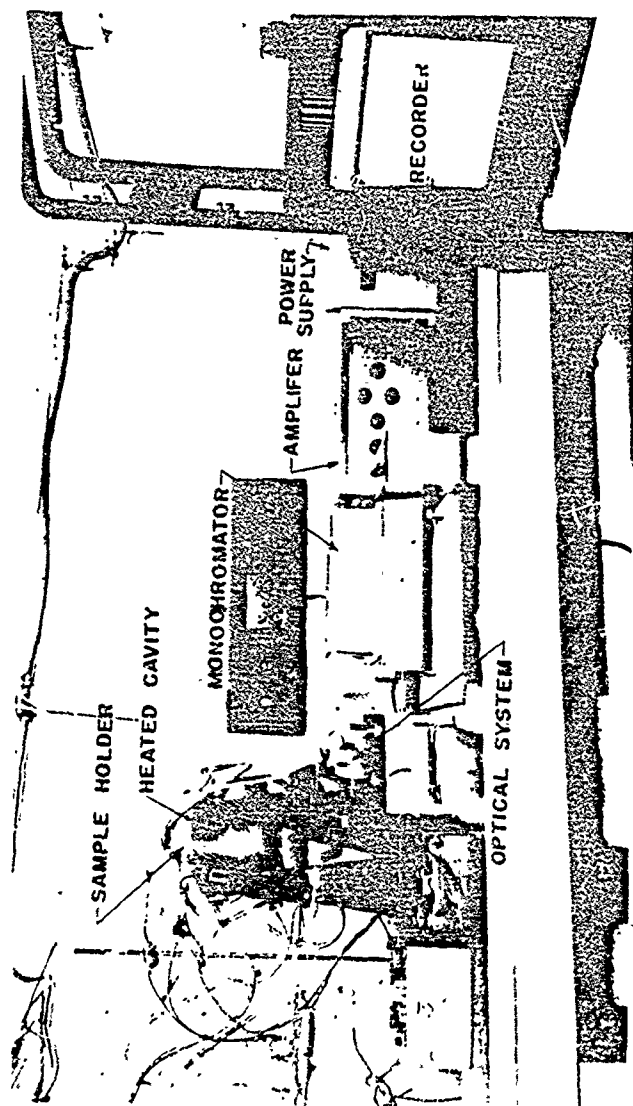 SAMPLE HOLDER
HEATED CAVITY
MONOCHROMATOR
AMPLIFER
POWER
SUPPLY
RECORDER
OPTICAL SYSTEM